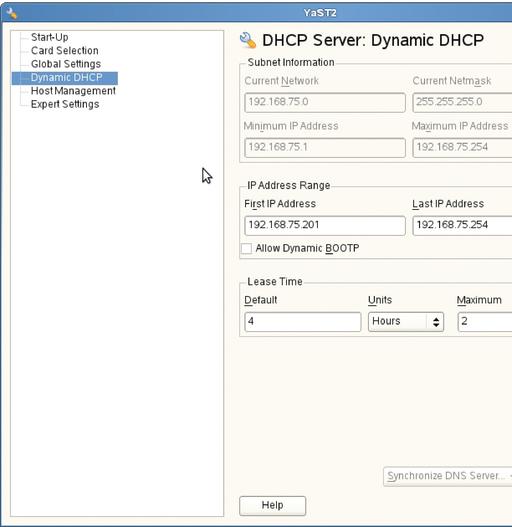 YaST2
Start-Up
Card Selection
Global Settings
Dynamic DHCP
Host Management
Expert Settings
DHCP Server: Dynamic DHCP
Subnet Information
Current Network Current Netmask
192.168.75.0 255.255.255.0
Minimum IP Address Maximum IP Address
192.168.75.1 192.168.75.254
IP Address Range
First IP Address Last IP Address
192.168.75.201 192.168.75.254
Allow Dynamic BOOTP
Lease Time
Default Units Maximum
4 Hours 2
Synchronize DNS Server...
Help